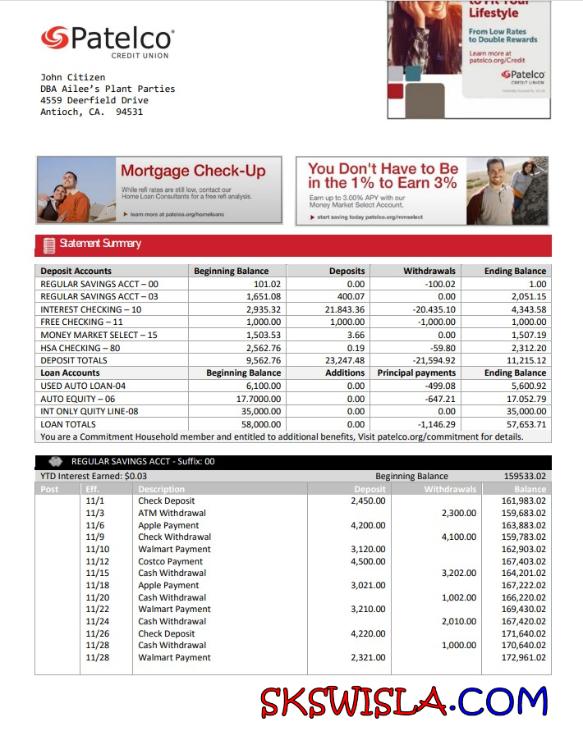 to Fit Your
Lifestyle
From Low Rates
to Double Rewards
Learn more at
patelco.org/Credit
Patelco
Patelco
CREDIT UNION
John Citizen
DBA Ailee's Plant Parties
4559 Deerfield Drive
Antioch, CA. 94531
Mortgage Check-Up
While refi rates are still low, contact our
Home Loan Consultants for a free refi analysis.
learn more at patelco.org/homeloans
You Don't Have to Be
in the 1% to Earn 3%
Earn up to 3.00% APY with our
Money Market Select Account.
start saving today patelco.org/mmselect
Statement Summary
Deposit Accounts Beginning Balance Deposits Withdrawals Ending Balance
REGULAR SAVINGS ACCT – 00 101.02 0.00 -100.02 1.00
REGULAR SAVINGS ACCT – 03 1,651.08 400.07 0.00 2,051.15
INTEREST CHECKING – 10 2,935.32 21.843.36 -20.435.10 4,343.58
FREE CHECKING – 11 1,000.00 1,000.00 -1,000.00 1,000.00
MONEY MARKET SELECT – 15 1,503.53 3.66 0.00 1,507.19
HSA CHECKING – 80 2,562.76 0.19 -59.80 2,312.20
DEPOSIT TOTALS 9,562.76 23,247.48 -21,594.92 11,215.12
Loan Accounts Beginning Balance Additions Principal payments Ending Balance
USED AUTO LOAN-04 6,100.00 0.00 -499.08 5,600.92
AUTO EQUITY – 06 17.7000.00 0.00 -647.21 17.052.79
INT ONLY QUITY LINE-08 35,000.00 0.00 0.00 35,000.00
LOAN TOTALS 58,000.00 0.00 -1,146.29 57,653.71
You are a Commitment Household member and entitled to additional benefits, Visit patelco.org/commitment for details.
REGULAR SAVINGS ACCT - Suffix: 00
YTD Interest Earned: $0.03 Beginning Balance 159533.02
Post Eff. Description Deposit Withdrawals Balance
11/1 Check Deposit 2,450.00 161,983.02
11/3 ATM Withdrawal 2,300.00 159,683.02
11/6 Apple Payment 4,200.00 163,883.02
11/9 Check Withdrawal 4,100.00 159,783.02
11/10 Walmart Payment 3,120.00 162,903.02
11/12 Costco Payment 4,500.00 167,403.02
11/15 Cash Withdrawal 3,202.00 164,201.02
11/18 Apple Payment 3,021.00 167,222.02
11/20 Cash Withdrawal 1,002.00 166,220.02
11/22 Walmart Payment 3,210.00 169,430.02
11/24 Cash Withdrawal 2,010.00 167,420.02
11/26 Check Deposit 4,220.00 171,640.02
11/28 Cash Withdrawal 1,000.00 170,640.02
11/28 Walmart Payment 2,321.00 172,961.02
SKSWISLA.COM